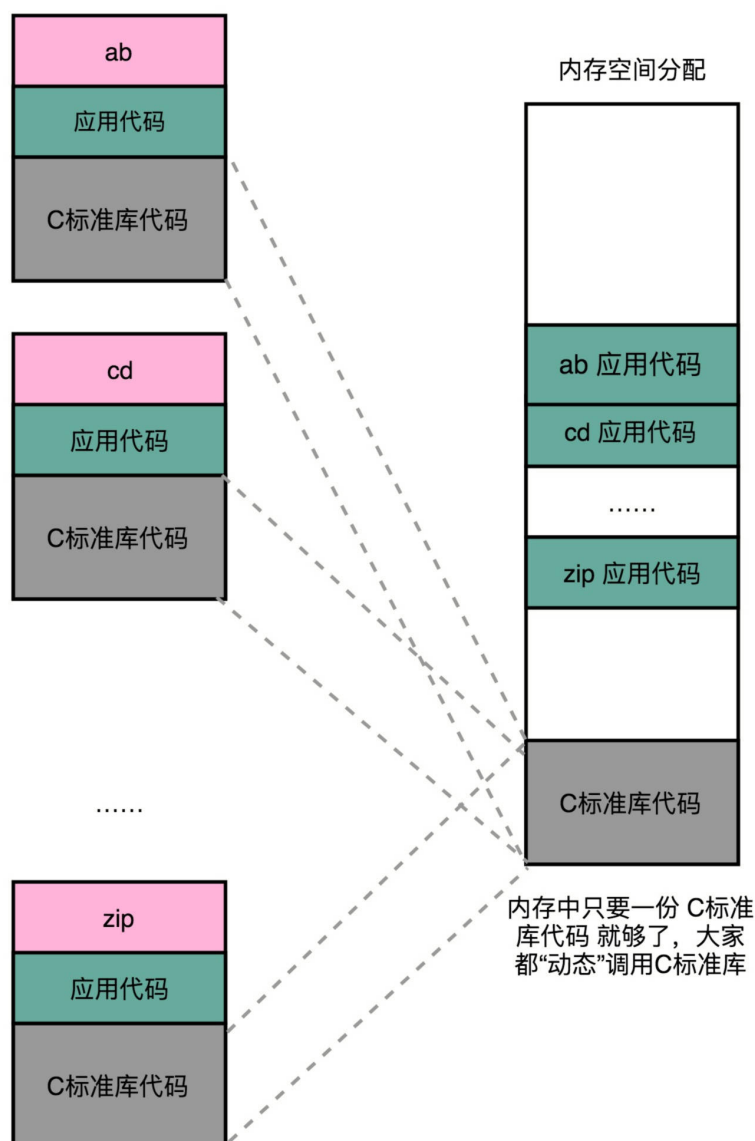 ab
应用代码
C标准库代码
cd
应用代码
C标准库代码
……
zip
应用代码
C标准库代码
内存空间分配
ab 应用代码
cd 应用代码
……
zip 应用代码
C标准库代码
内存中只要一份 C标准
库代码 就够了，大家
都“动态”调用C标准库